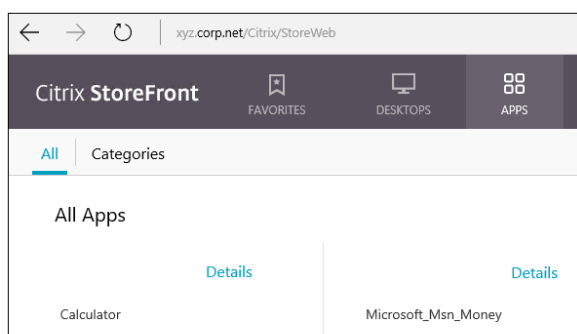 xyz.corp.net/Citrix/StoreWeb
Citrix StoreFront
FAVORITES
DESKTOPS
APPS
All
Categories
All Apps
Details
Details
Calculator
Microsoft_Msn_Money